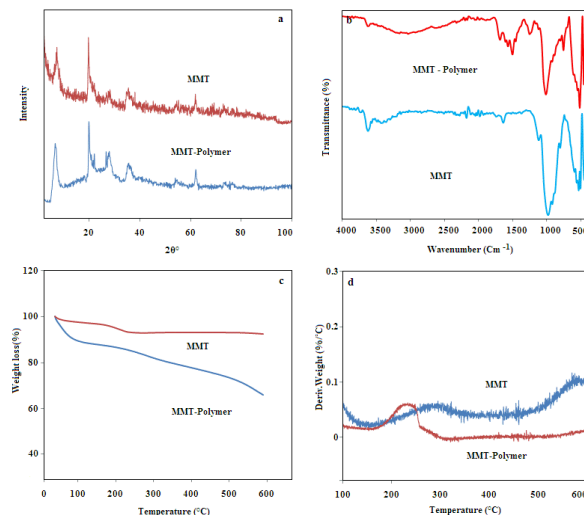 a
MMT
MMT-Polymer
Intensity
20
40
60
80
100
2θ°
b
MMT - Polymer
MMT
Transmittance (%)
4000
3500
3000
2500
2000
1500
1000
500
Wavenumber (Cm -1)
c
120
100
80
60
40
MMT
MMT-Polymer
Weight loss(%)
0
100
200
300
400
500
600
Temperature (°C)
d
0.3
0.2
0.1
0
MMT
MMT-Polymer
Deriv.Weight (%/°C)
100
200
300
400
500
600
Temperature (°C)